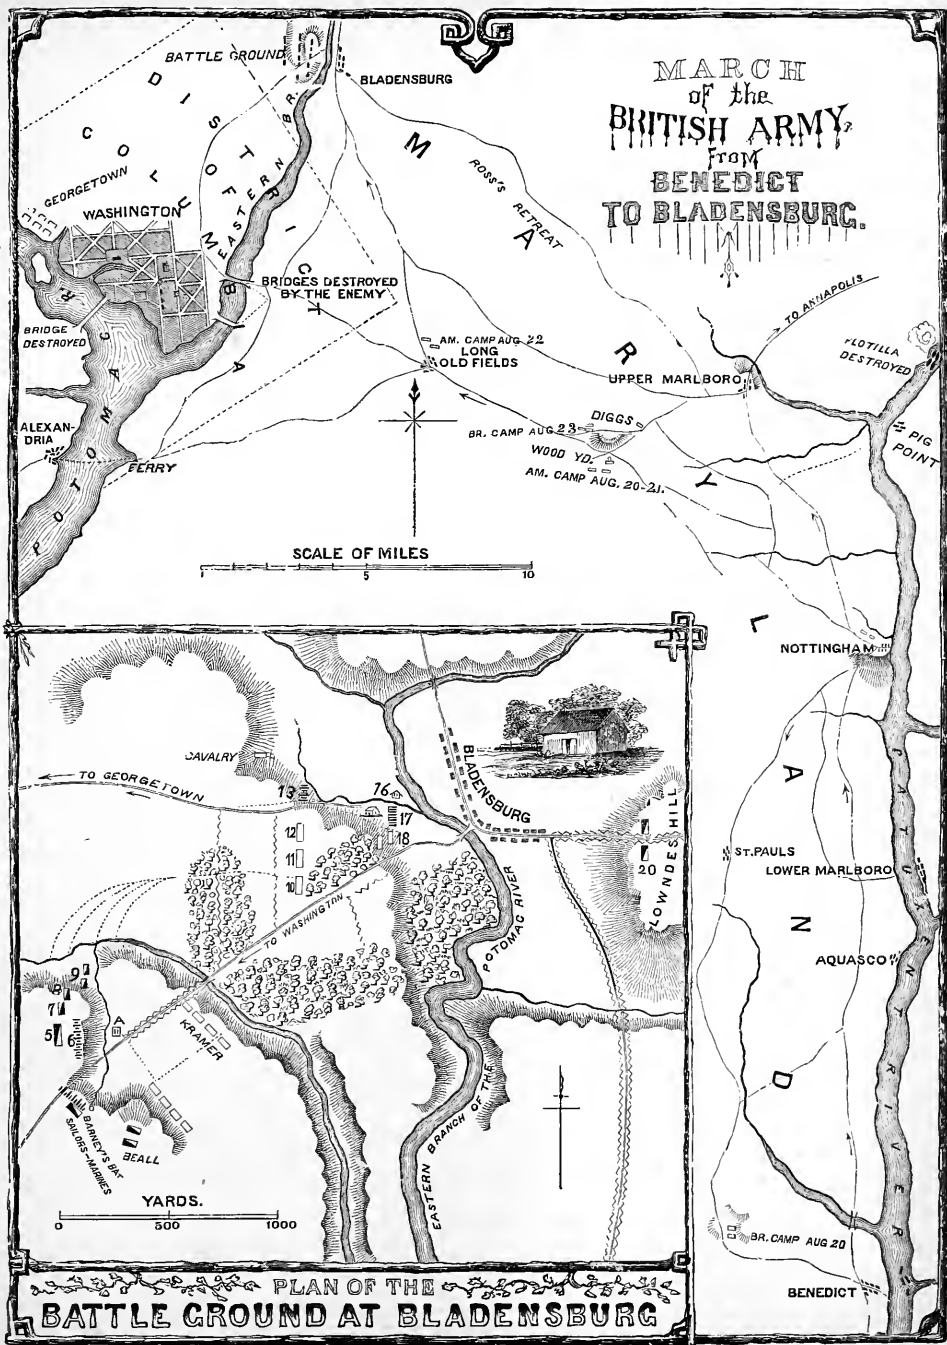 MARCH
of the
BRITISH ARMY,
from
BENEDICT
TO BLADENSBURG.
BATTLE GROUND
BLADENSBURG
DISTRICT
OF
COLUMBIA
GEORGETOWN
WASHINGTON
EASTERN BR.
MARYLAND
ROSS'S RETREAT
BRIDGES DESTROYED
BY THE ENEMY
BRIDGE
DESTROYED
POTOMAC R.
ALEXAN-
DRIA
FERRY
AM. CAMP AUG. 22
LONG
OLD FIELDS
TO ANNAPOLIS
FLOTILLA
DESTROYED
UPPER MARLBORO
DIGGS
BR. CAMP AUG 23
WOOD YD.
AM. CAMP AUG. 20-21.
PIG
POINT
SCALE OF MILES
1 5 10
NOTTINGHAM
ST. PAULS
LOWER MARLBORO
AQUASCO
PATUXENT RIVER
BR. CAMP AUG 20
BENEDICT
CAVALRY
TO GEORGETOWN
13
16
17
18
12
11
10
BLADENSBURG
LOWNDES HILL
20
TO WASHINGTON
POTOMAC RIVER
EASTERN BRANCH OF THE
9
8
7
5
6
A
KRAMER
BARNEY'S BAT
SAILORS-MARINES
BEALL
YARDS.
0 500 1000
PLAN OF THE
BATTLE GROUND AT BLADENSBURG